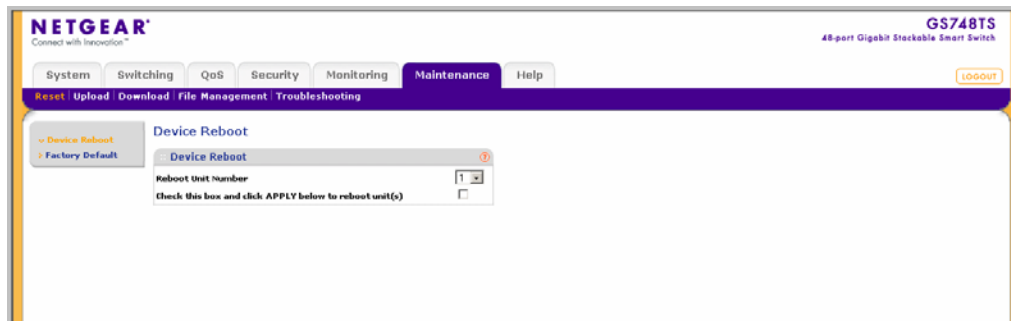 NETGEAR®
Connect with Innovation™
GS748TS
48-port Gigabit Stackable Smart Switch
System Switching QoS Security Monitoring Maintenance Help
LOGOUT
Reset Upload Download File Management Troubleshooting
Device Reboot
Factory Default
Device Reboot
Device Reboot
?
Reboot Unit Number
1
Check this box and click APPLY below to reboot unit(s)